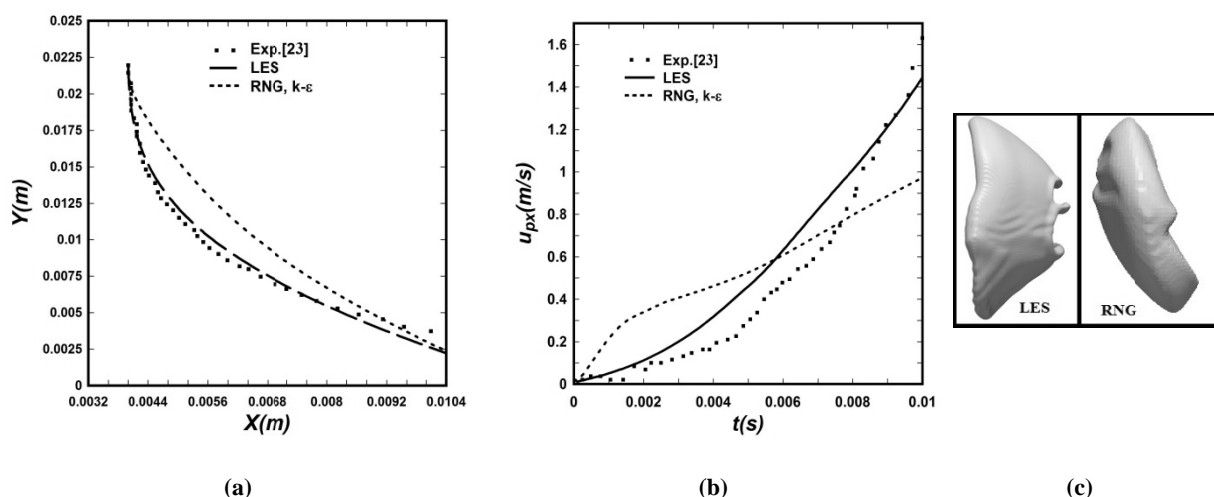 0.025
0.0225
0.02
0.0175
0.015
0.0125
0.01
0.0075
0.005
0.0025
0
Y(m)
0.0032 0.0044 0.0056 0.0068 0.008 0.0092 0.0104
X(m)
Exp.[23]
LES
RNG, k-ε
(a)
1.6
1.4
1.2
1
0.8
0.6
0.4
0.2
0
u_px(m/s)
0 0.002 0.004 0.006 0.008 0.01
t(s)
Exp.[23]
LES
RNG, k-ε
(b)
LES
RNG
(c)